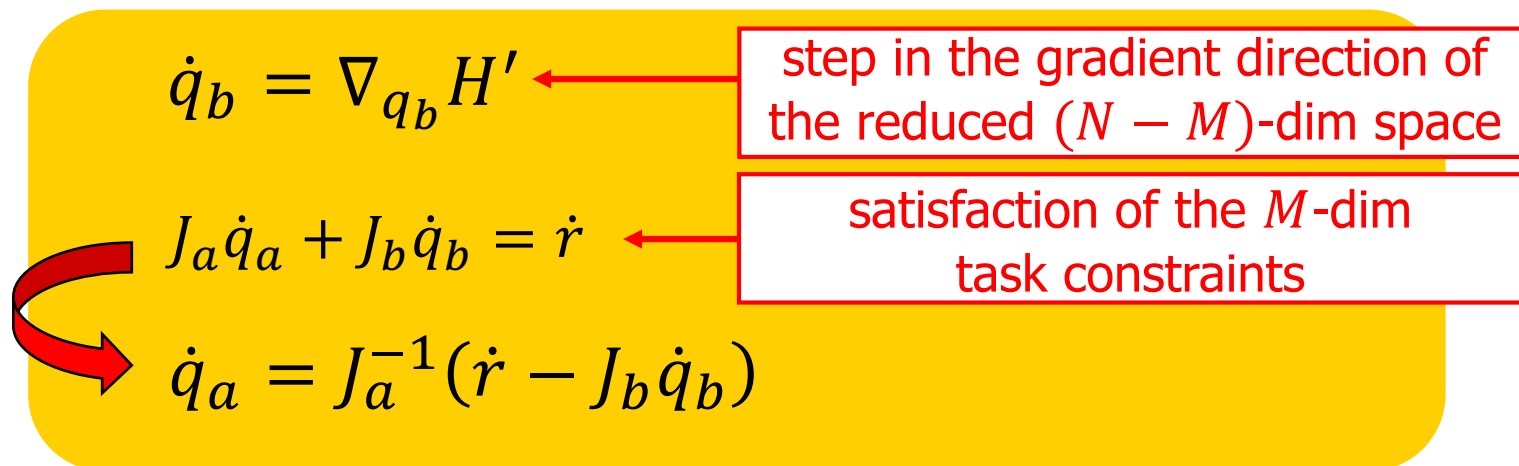 q̇_b = ∇_{q_b} H′
step in the gradient direction of
the reduced (N − M)-dim space
J_a q̇_a + J_b q̇_b = ṙ
satisfaction of the M-dim
task constraints
q̇_a = J_a^{−1}(ṙ − J_b q̇_b)